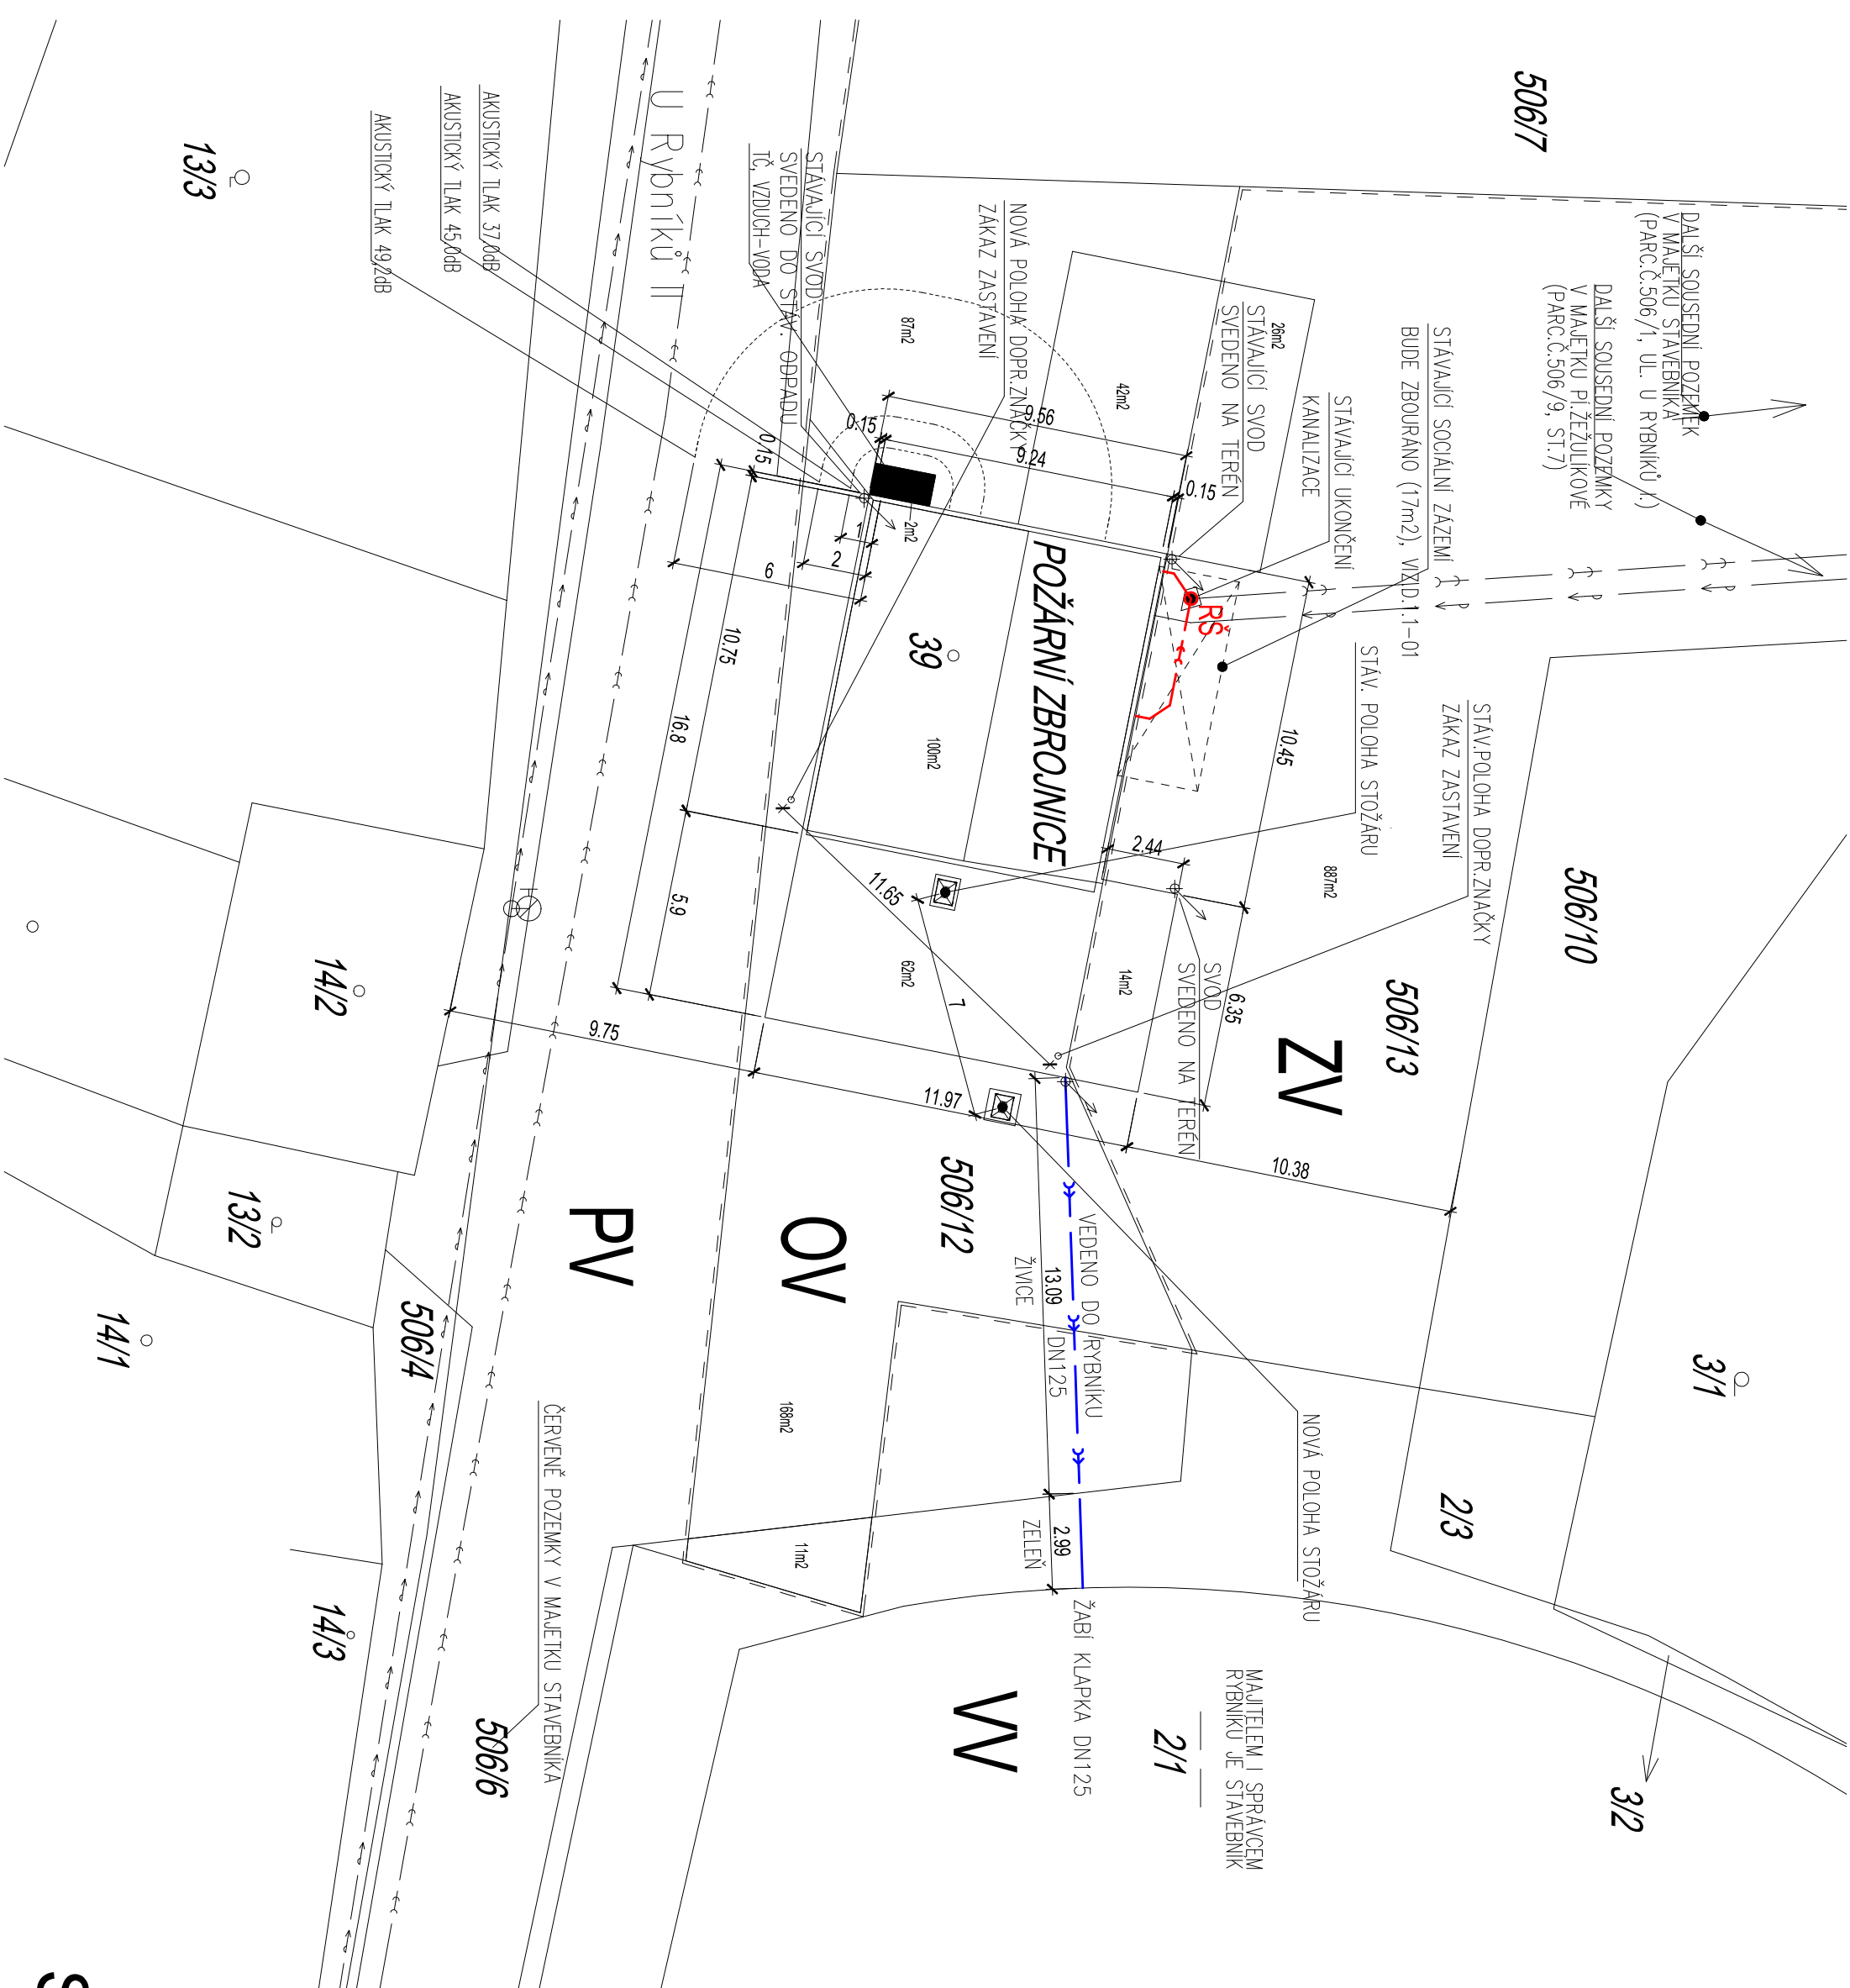 506/7
DALŠÍ SOUSEDNÍ POZEMEK
V MAJETKU STAVEBNÍKA
(PARC.Č.506/1, UL. U RYBNÍKU I.)
DALŠÍ SOUSEDNÍ POZEMKY
V MAJETKU PÍ.ŽEŽULIKOVÉ
(PARC.Č.506/9, ST.7)
STÁVAJÍCÍ SOCIÁLNÍ ZÁZEMÍ
BUDE ZBOURÁNO (17m2), VIZ.D.1.1-01
STÁVAJÍCÍ UKONČENÍ
KANALIZACE
26m2
STÁVAJÍCÍ SVOD
SVEDENO NA TERÉN
STÁV.POLOHA DOPR.ZNAČKY
ZÁKAZ ZASTAVENÍ
STÁV. POLOHA STOŽÁRU
NOVÁ POLOHA DOPR.ZNAČKY
ZÁKAZ ZASTAVENÍ
STÁVAJÍCÍ SVOD
SVEDENO DO STÁV. ODPADU
TČ, VZDUCH-VODA
U Rybníků II
AKUSTICKÝ TLAK 37,0dB
AKUSTICKÝ TLAK 45,0dB
AKUSTICKÝ TLAK 49,2dB
13/3
87m2
42m2
9.56
9.24
0.15
0.15
0.15
2m2
1
2
6
10.75
16.8
5.9
RŠ
POŽÁRNÍ ZBROJNICE
39
100m2
10.45
2.44
887m2
506/10
506/13
ZV
6.35
SVOD
SVEDENO NA TERÉN
14m2
62m2
11.65
7
9.75
11.97
10.38
14/2
13/2
14/1
506/4
14/3
PV
OV
506/12
VEDENO DO RYBNÍKU
DN125
13.09
ŽIVICE
2.99
ZELEŇ
168m2
11m2
ČERVENĚ POZEMKY V MAJETKU STAVEBNÍKA
506/6
ŽABÍ KLAPKA DN125
VV
NOVÁ POLOHA STOŽÁRU
3/1
2/3
MAJITELEM I SPRÁVCEM
RYBNÍKU JE STAVEBNÍK
2/1
3/2
S